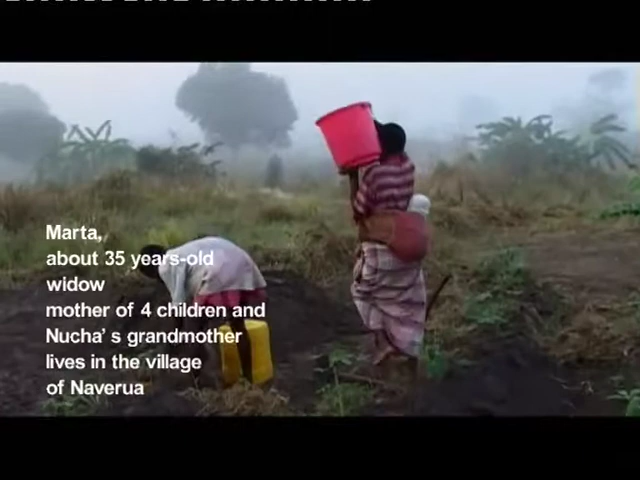 Marta,
about 35 years-old
widow
mother of 4 children and
Nucha's grandmother
lives in the village
of Naverua